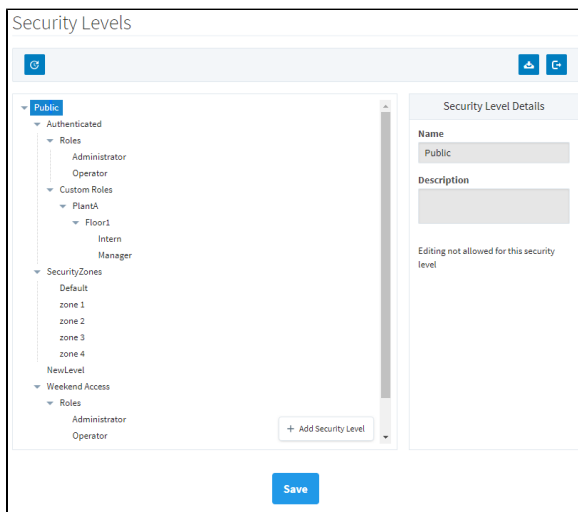 Security Levels
Public
Authenticated
Roles
Administrator
Operator
Custom Roles
PlantA
Floor1
Intern
Manager
SecurityZones
Default
zone 1
zone 2
zone 3
zone 4
NewLevel
Weekend Access
Roles
Administrator
Operator
+ Add Security Level
Security Level Details
Name
Public
Description
Editing not allowed for this security
level
Save